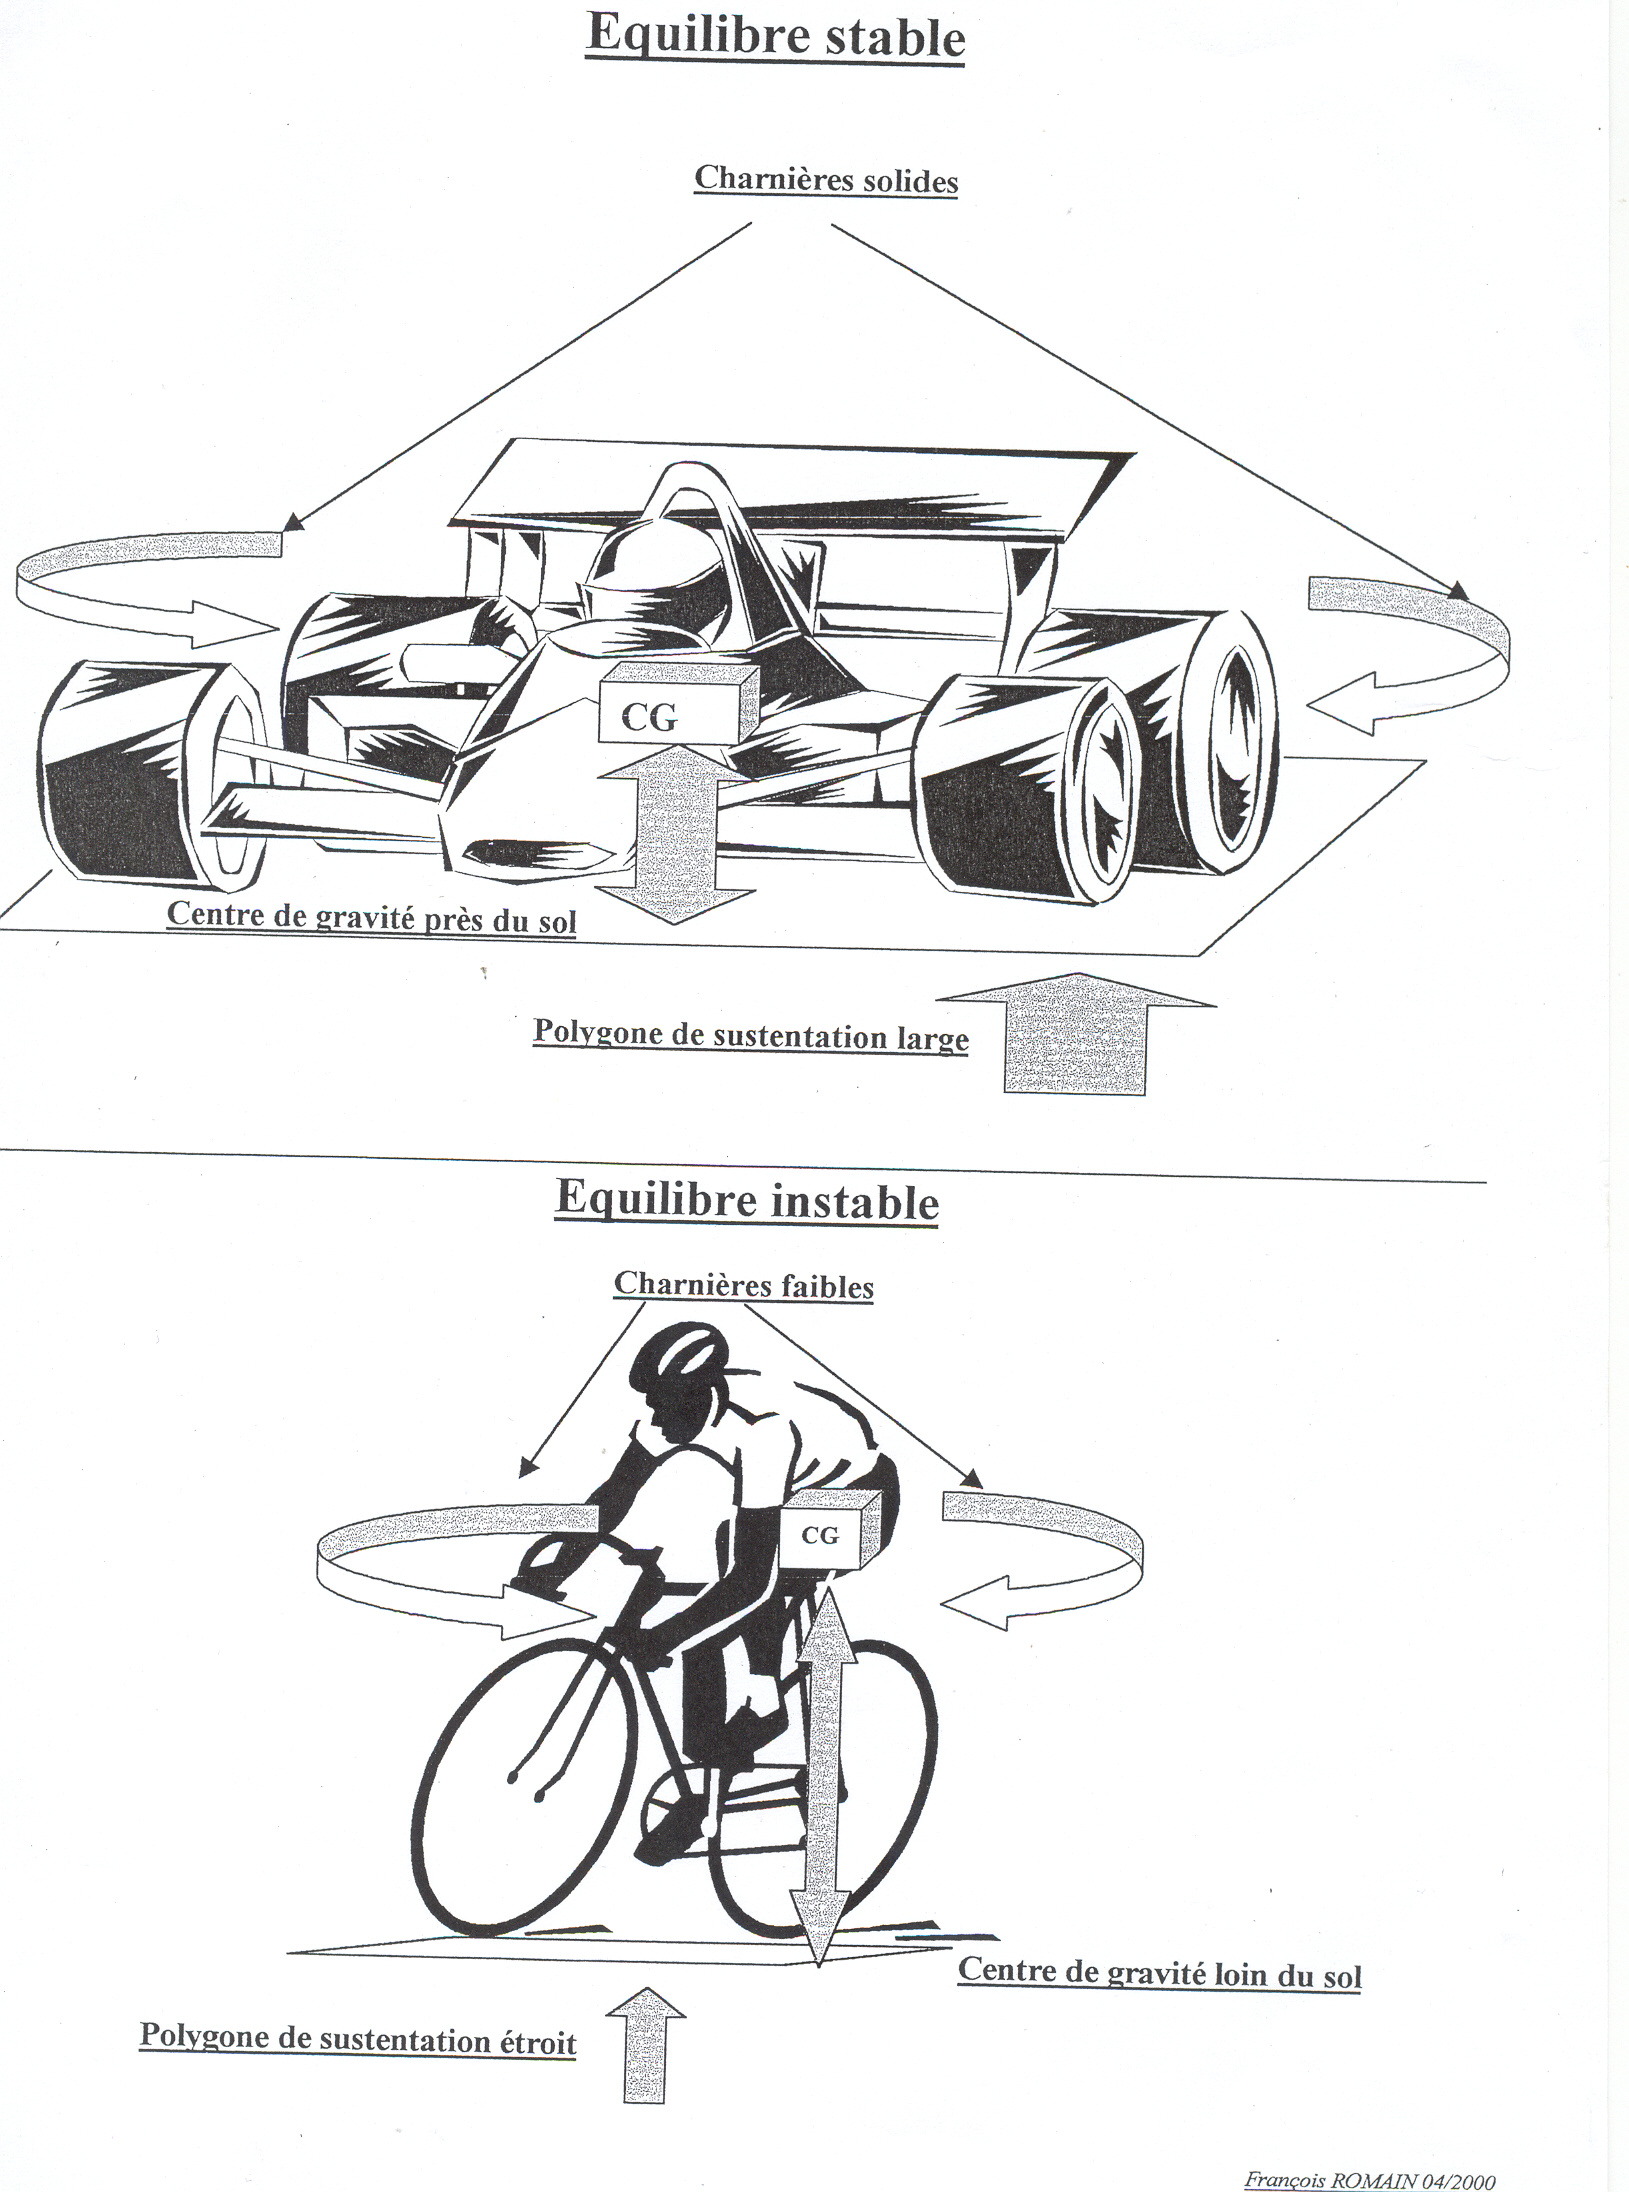 Equilibre stable
Charnières solides
CG
Centre de gravité près du sol
Polygone de sustentation large
Equilibre instable
Charnières faibles
CG
Centre de gravité loin du sol
Polygone de sustentation étroit
François ROMAIN 04/2000